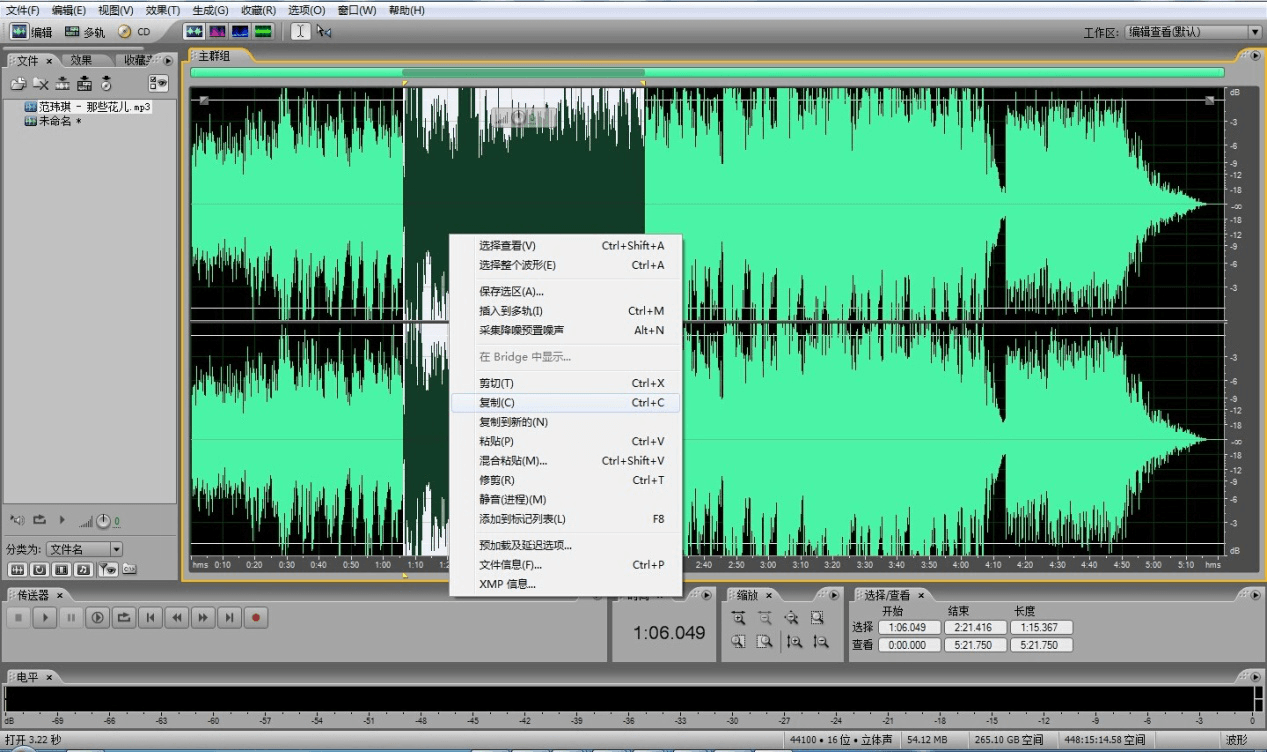 文件(F) 编辑(E) 视图(V) 效果(T) 生成(G) 收藏(R) 选项(O) 窗口(W) 帮助(H)
编辑 多轨 CD
工作区: 编辑查看(默认)
文件 × 效果 收藏夹
主群组
范玮琪 - 那些花儿.mp3
未命名 *
dB
-3
-6
-9
-12
-18
-∞
-18
-12
-9
-6
-3
-3
-6
-9
-12
-18
-∞
-18
-12
-9
-6
-3
dB
选择查看(V) Ctrl+Shift+A
选择整个波形(E) Ctrl+A
保存选区(A)...
插入到多轨(I) Ctrl+M
采集降噪预置噪声 Alt+N
在 Bridge 中显示...
剪切(T) Ctrl+X
复制(C) Ctrl+C
复制到新的(N)
粘贴(P) Ctrl+V
混合粘贴(M)... Ctrl+Shift+V
修剪(R) Ctrl+T
静音(进程)(M)
添加到标记列表(L) F8
预加载及延迟选项...
文件信息(F)... Ctrl+P
XMP 信息...
0
分类为: 文件名
hms 0:10 0:20 0:30 0:40 0:50 1:00 1:10 2:40 2:50 3:00 3:10 3:20 3:30 3:40 3:50 4:00 4:10 4:20 4:30 4:40 4:50 5:00 5:10 hms
传送器 ×
1:06.049
缩放 ×
选择/查看 ×
开始 结束 长度
选择 1:06.049 2:21.416 1:15.367
查看 0:00.000 5:21.750 5:21.750
电平 ×
dB -69 -66 -63 -60 -57 -54 -51 -48 -45 -42 -39 -36 -33 -30 -27 -24 -21 -18 -15 -12 -9 -6 -3 0
打开 3.22 秒 44100 • 16 位 • 立体声 54.12 MB 265.10 GB 空间 448:15:14.58 空间 波形